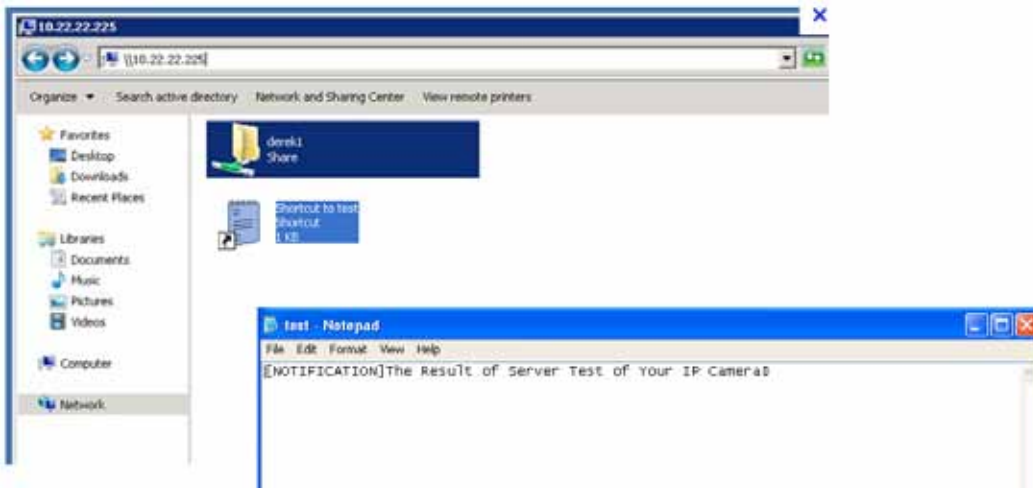 10.22.22.225
\\10.22.22.225
Organize Search active directory Network and Sharing Center View remote printers
Favorites
Desktop
Downloads
Recent Places
Libraries
Documents
Music
Pictures
Videos
Computer
Network
derek1
Share
Shortcut to test
Shortcut
1 KB
test - Notepad
File Edit Format View Help
[NOTIFICATION]The Result of Server Test of Your IP Camera